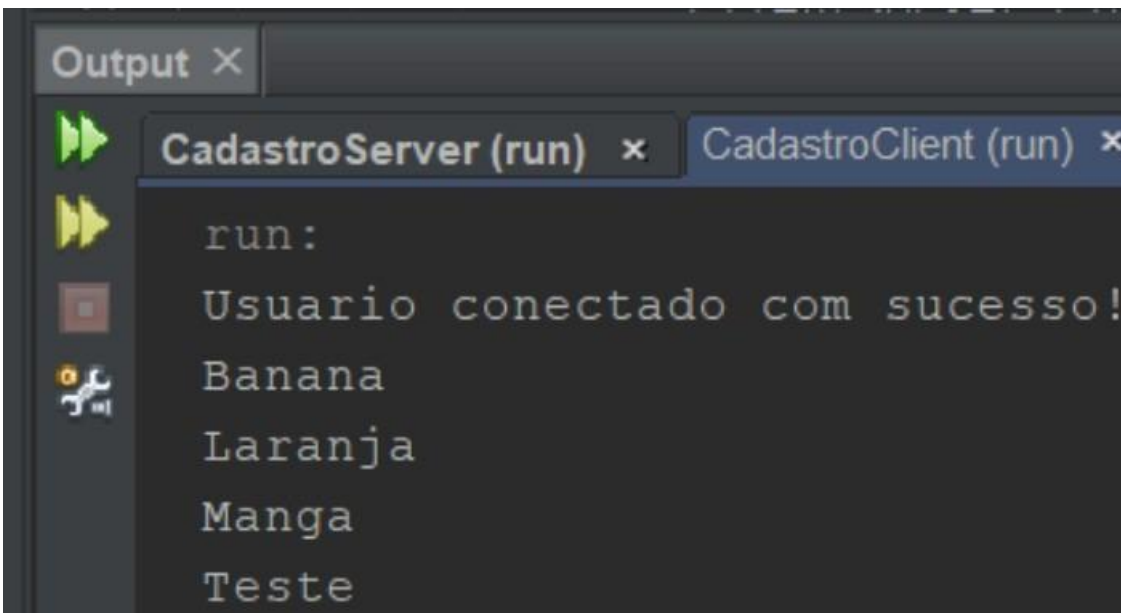 Output
CadastroServer (run) CadastroClient (run)
run:
Usuario conectado com sucesso!
Banana
Laranja
Manga
Teste